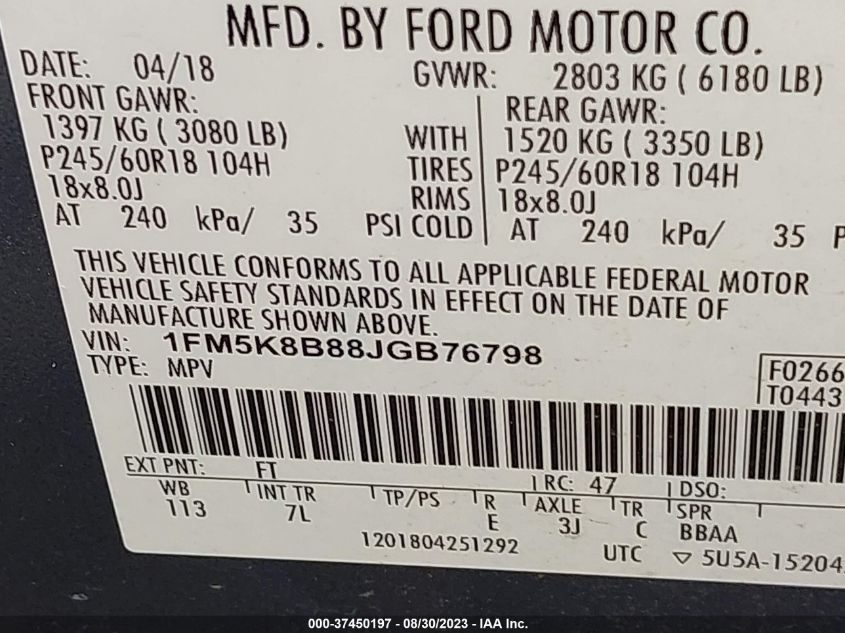 MFD. BY FORD MOTOR CO.
DATE: 04/18 GVWR: 2803 KG ( 6180 LB)
FRONT GAWR: REAR GAWR:
1397 KG ( 3080 LB) WITH 1520 KG ( 3350 LB)
P245/60R18 104H TIRES P245/60R18 104H
18x8.0J RIMS 18x8.0J
AT 240 kPa/ 35 PSI COLD AT 240 kPa/ 35 P
THIS VEHICLE CONFORMS TO ALL APPLICABLE FEDERAL MOTOR
VEHICLE SAFETY STANDARDS IN EFFECT ON THE DATE OF
MANUFACTURE SHOWN ABOVE.
VIN: 1FM5K8B88JGB76798
TYPE: MPV
F0266
T0443
EXT PNT: FT RC: 47 DSO:
WB INT TR TP/PS R AXLE TR SPR
113 7L E 3J C BBAA
1201804251292 UTC ▽ 5U5A-15204
000-37450197 - 08/30/2023 - IAA Inc.